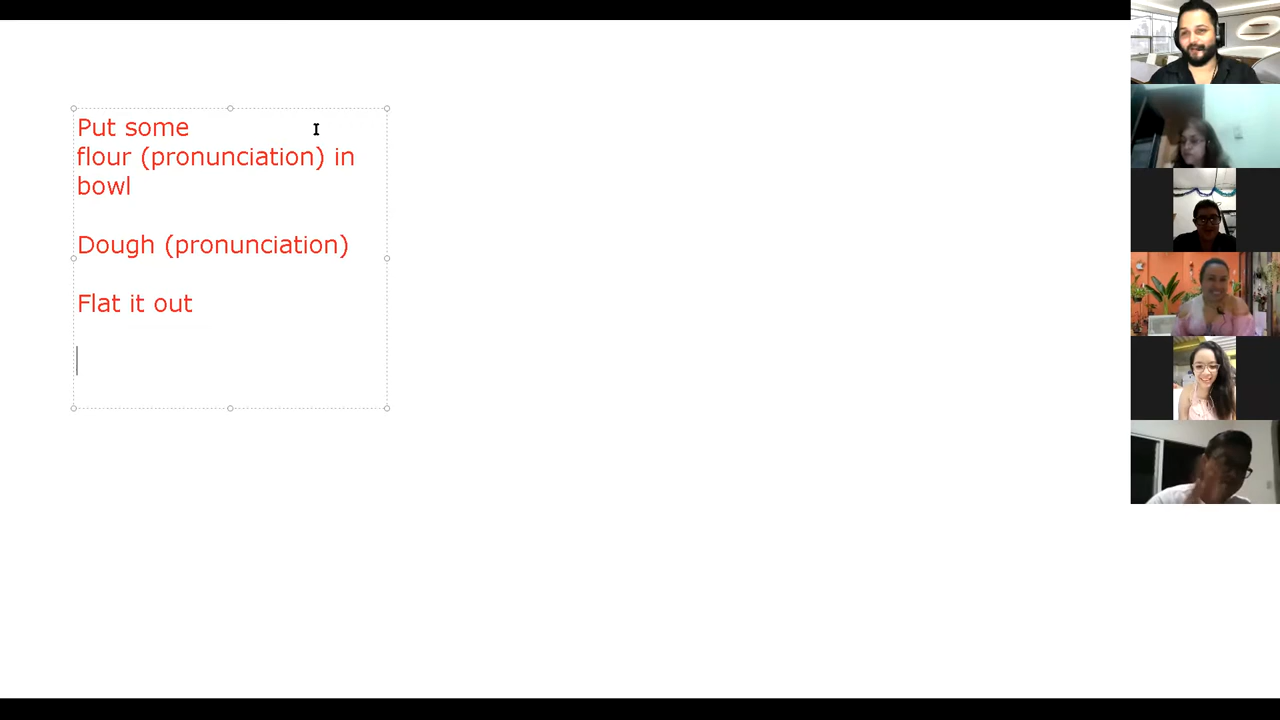 Put some
flour (pronunciation) in
bowl
Dough (pronunciation)
Flat it out